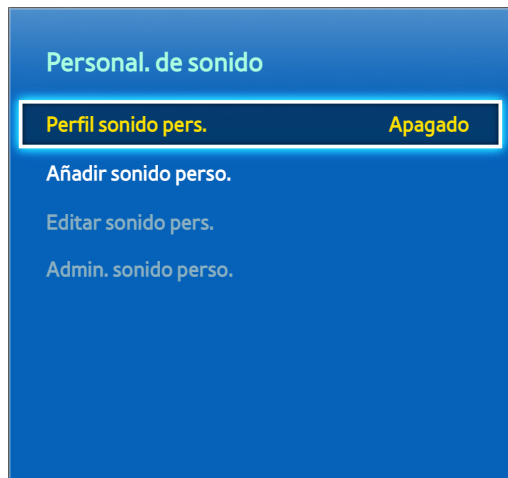 Personal. de sonido
Perfil sonido pers. Apagado
Añadir sonido perso.
Editar sonido pers.
Admin. sonido perso.